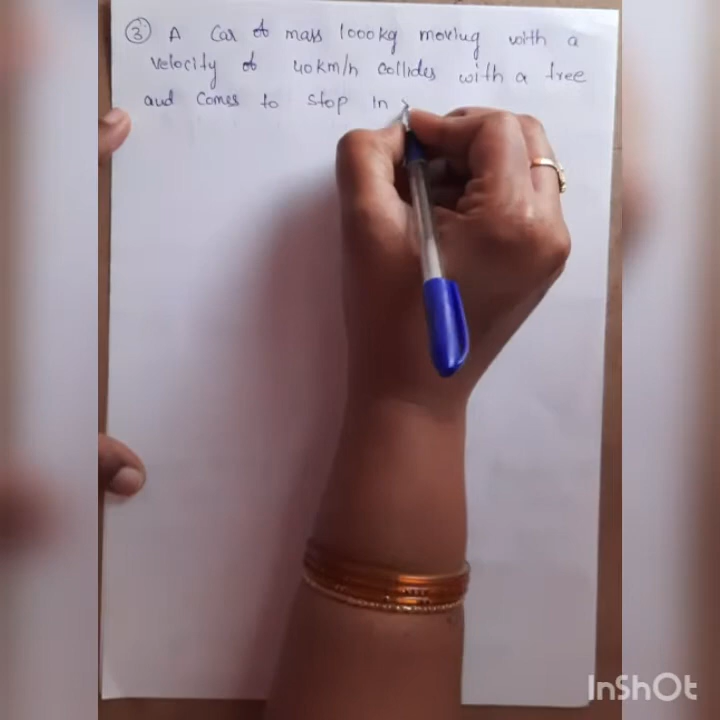 ③ A Car of mass 1000kg moving with a
velocity of 40km/h collides with a tree
and comes to stop in
InShOt